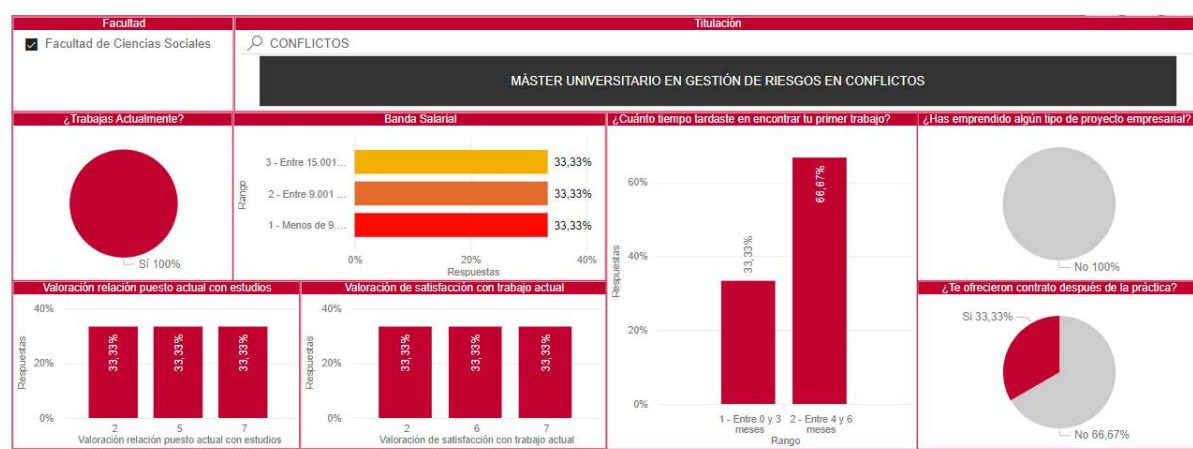 Facultad
Facultad de Ciencias Sociales
Titulación
CONFLICTOS
MÁSTER UNIVERSITARIO EN GESTIÓN DE RIESGOS EN CONFLICTOS
¿Trabajas Actualmente?
Sí 100%
Banda Salarial
Rango
3 - Entre 15.001...
33,33%
2 - Entre 9.001 ...
33,33%
1 - Menos de 9....
33,33%
0%
20%
40%
Respuestas
¿Cuánto tiempo tardaste en encontrar tu primer trabajo?
Respuestas
60%
40%
20%
0%
33,33%
66,67%
1 - Entre 0 y 3
meses
2 - Entre 4 y 6
meses
Rango
¿Has emprendido algún tipo de proyecto empresarial?
No 100%
Valoración relación puesto actual con estudios
Respuestas
40%
20%
0%
33,33%
33,33%
33,33%
2
5
7
Valoración relación puesto actual con estudios
Valoración de satisfacción con trabajo actual
Respuestas
40%
20%
0%
33,33%
33,33%
33,33%
2
6
7
Valoración de satisfacción con trabajo actual
¿Te ofrecieron contrato después de la práctica?
Si 33,33%
No 66,67%